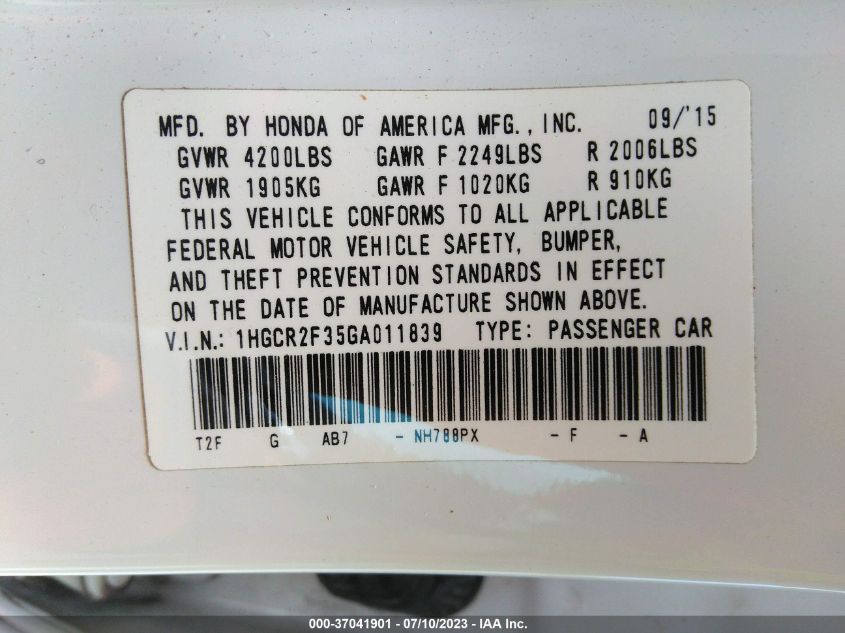 MFD. BY HONDA OF AMERICA MFG., INC. 09/'15
GVWR 4200LBS GAWR F 2249LBS R 2006LBS
GVWR 1905KG GAWR F 1020KG R 910KG
THIS VEHICLE CONFORMS TO ALL APPLICABLE
FEDERAL MOTOR VEHICLE SAFETY, BUMPER,
AND THEFT PREVENTION STANDARDS IN EFFECT
ON THE DATE OF MANUFACTURE SHOWN ABOVE.
V.I.N.: 1HGCR2F35GA011839 TYPE: PASSENGER CAR
T2F G AB7 - NH788PX - F - A
000-37041901 - 07/10/2023 - IAA Inc.